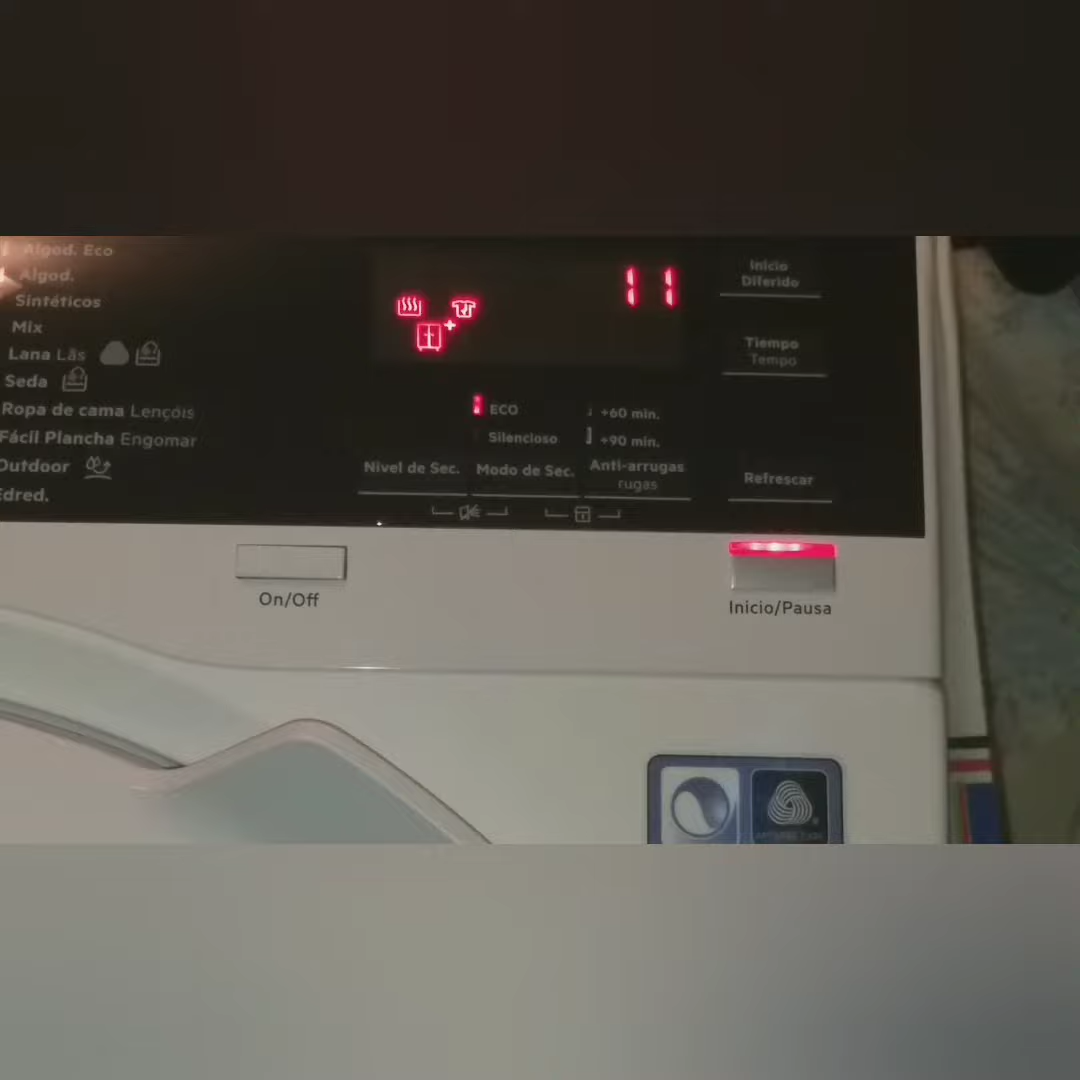 Algod. Eco
Algod.
Sintéticos
Mix
Lana Lãs
Seda
Ropa de cama Lençóis
Fácil Plancha Engomar
Outdoor
Edred.
11
Inicio
Diferido
Tiempo
Tempo
ECO
Silencioso
+60 min.
+90 min.
Nivel de Sec.
Modo de Sec.
Anti-arrugas
rugas
Refrescar
On/Off
Inicio/Pausa